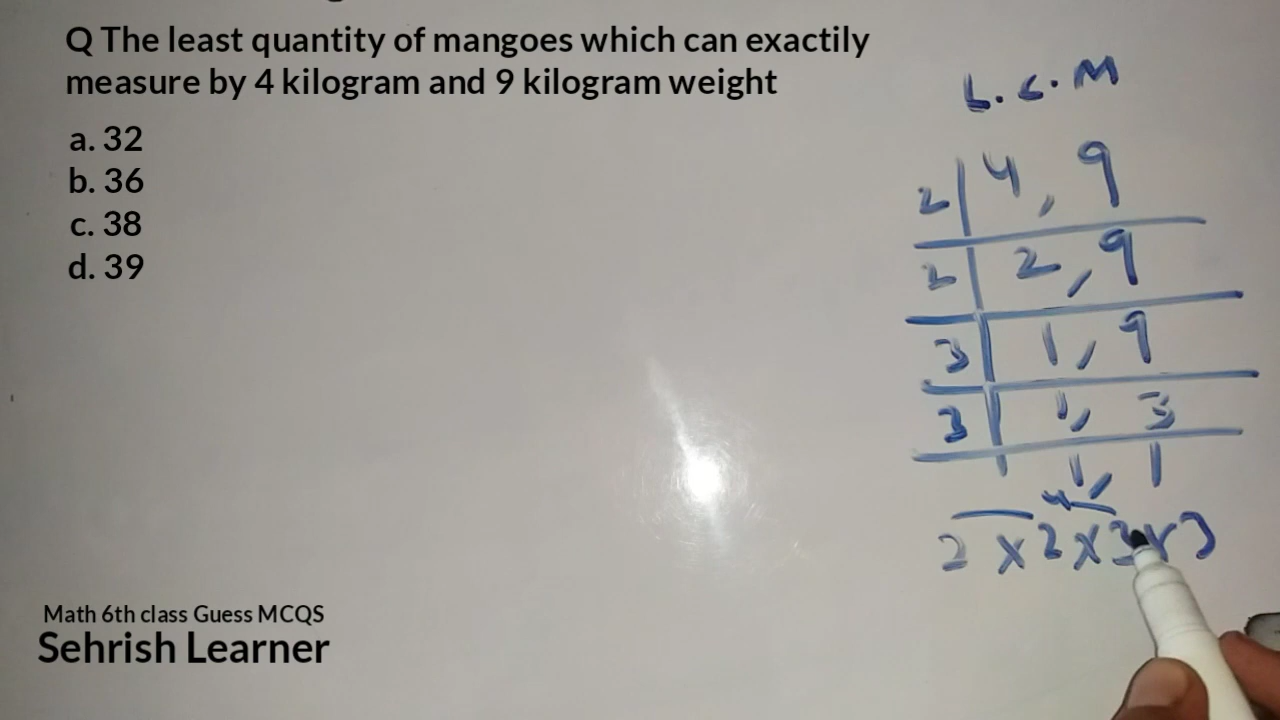 Q The least quantity of mangoes which can exactily
measure by 4 kilogram and 9 kilogram weight
a. 32
b. 36
c. 38
d. 39
L.C.M
2 | 4, 9
2 | 2, 9
3 | 1, 9
3 | 1, 3
1, 1
4
2 x 2 x 3 x 3
Math 6th class Guess MCQS
Sehrish Learner